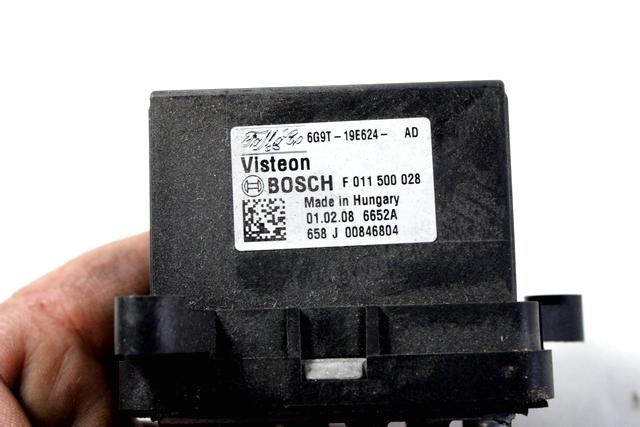 6G9T-19E624- AD
Visteon
BOSCH F 011 500 028
Made in Hungary
01.02.08 6652A
658 J 00846804